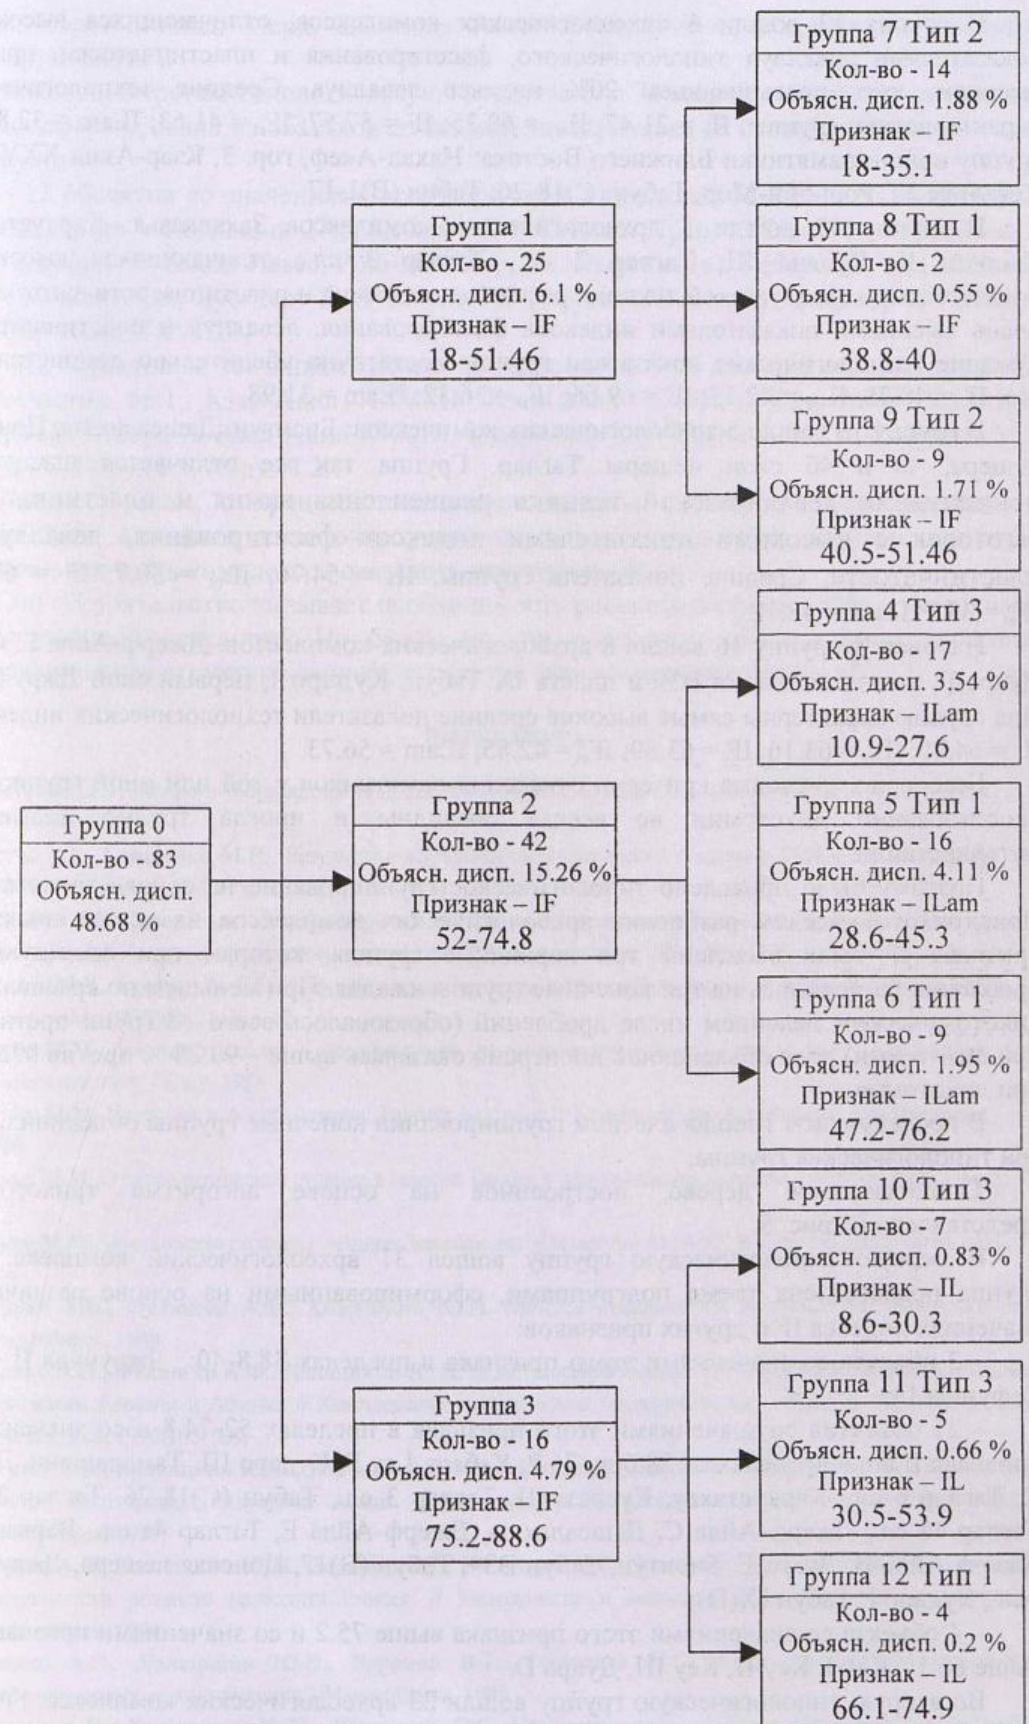 Группа 7 Тип 2
Кол-во - 14
Объясн. дисп. 1.88 %
Признак – IF
18-35.1
Группа 1
Кол-во - 25
Объясн. дисп. 6.1 %
Признак – IF
18-51.46
Группа 8 Тип 1
Кол-во - 2
Объясн. дисп. 0.55 %
Признак – IF
38.8-40
Группа 9 Тип 2
Кол-во - 9
Объясн. дисп. 1.71 %
Признак – IF
40.5-51.46
Группа 4 Тип 3
Кол-во - 17
Объясн. дисп. 3.54 %
Признак – ILam
10.9-27.6
Группа 0
Кол-во - 83
Объясн. дисп.
48.68 %
Группа 2
Кол-во - 42
Объясн. дисп. 15.26 %
Признак – IF
52-74.8
Группа 5 Тип 1
Кол-во - 16
Объясн. дисп. 4.11 %
Признак – ILam
28.6-45.3
Группа 6 Тип 1
Кол-во - 9
Объясн. дисп. 1.95 %
Признак – ILam
47.2-76.2
Группа 10 Тип 3
Кол-во - 7
Объясн. дисп. 0.83 %
Признак – IL
8.6-30.3
Группа 3
Кол-во - 16
Объясн. дисп. 4.79 %
Признак – IF
75.2-88.6
Группа 11 Тип 3
Кол-во - 5
Объясн. дисп. 0.66 %
Признак – IL
30.5-53.9
Группа 12 Тип 1
Кол-во - 4
Объясн. дисп. 0.2 %
Признак – IL
66.1-74.9